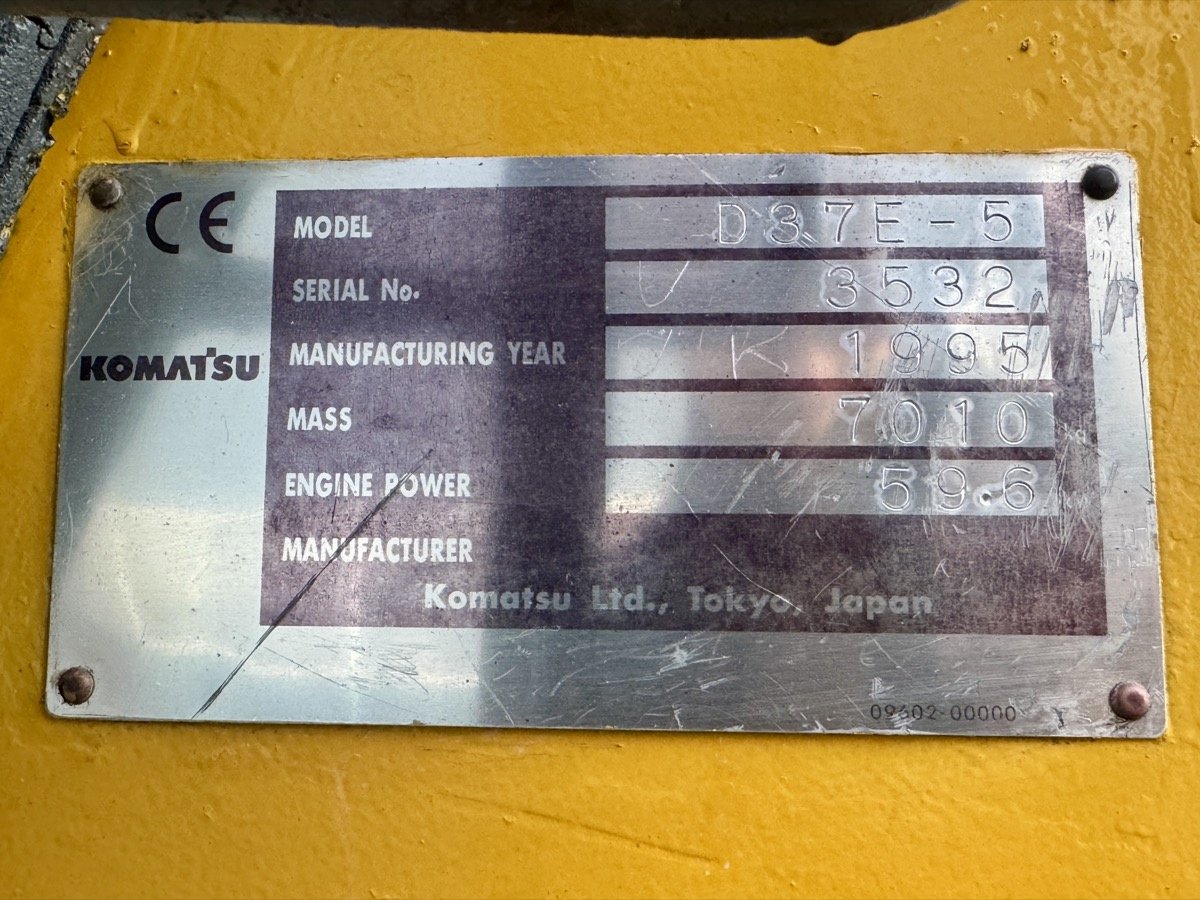 CE
MODEL D37E-5
SERIAL No. 3532
KOMATSU
MANUFACTURING YEAR 1995
MASS 7010
ENGINE POWER 59.6
MANUFACTURER
Komatsu Ltd., Tokyo, Japan
09602-00000